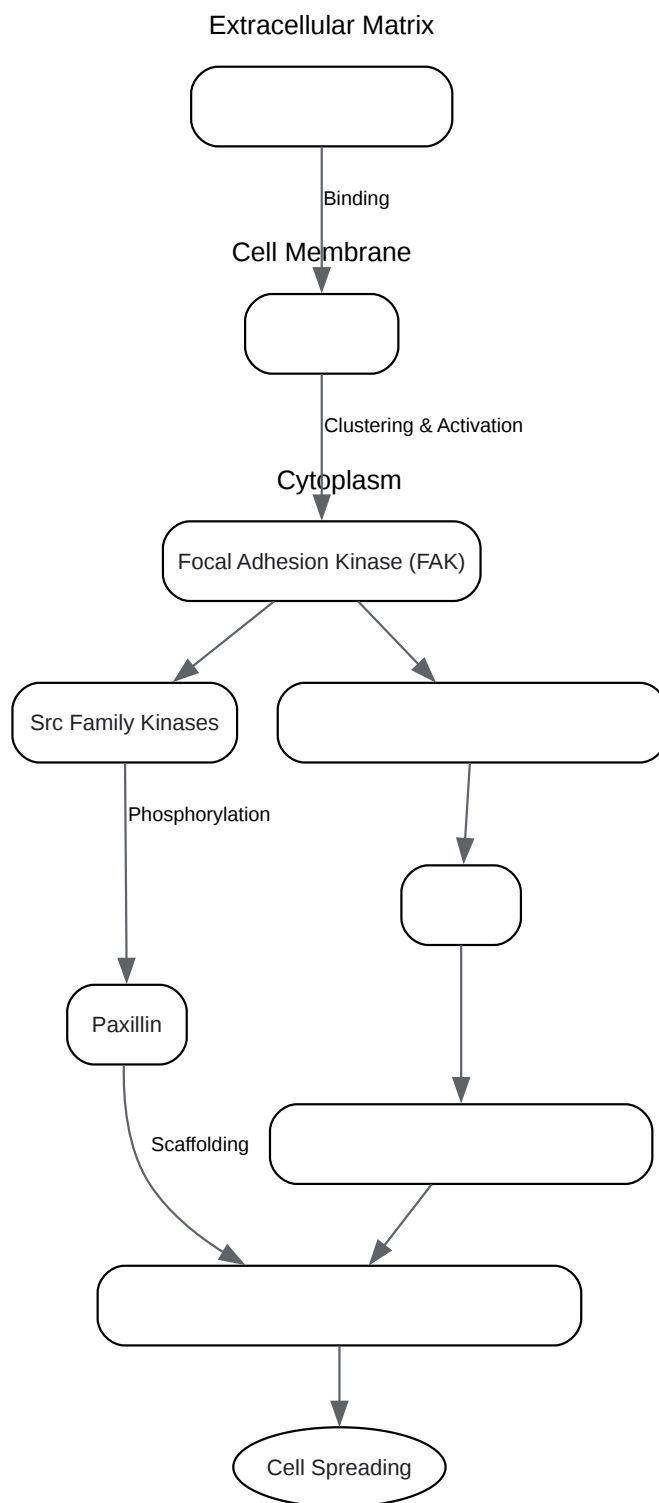 Extracellular Matrix
Binding
Cell Membrane
Clustering & Activation
Cytoplasm
Focal Adhesion Kinase (FAK)
Src Family Kinases
Phosphorylation
Paxillin
Scaffolding
Cell Spreading